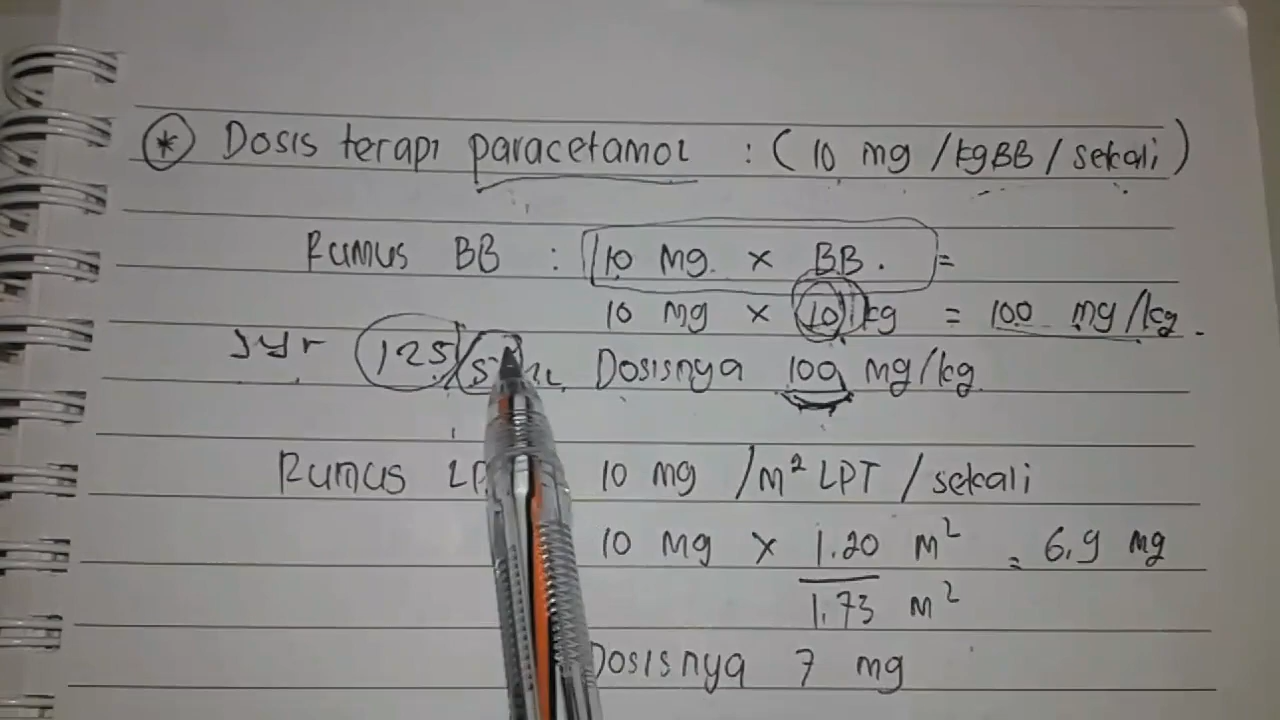 * Dosis terapi paracetamol : (10 mg /kgBB / sekali)
Rumus BB : 10 Mg. x BB. =
10 mg x 10 kg = 100 mg/kg.
syr 125/5 Dosisnya 100 mg/kg.
Rumus 10 mg /m² LPT / sekali
10 Mg x 1.20 m² = 6,9 mg
1.73 m²
Dosisnya 7 mg